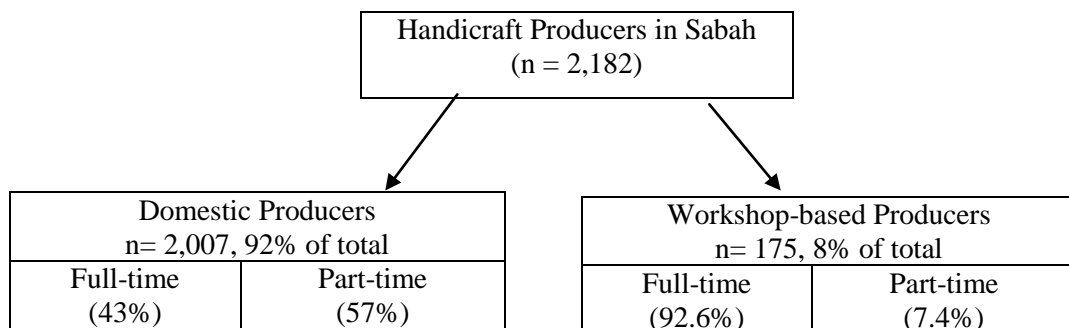 Handicraft Producers in Sabah
(n = 2,182)
Domestic Producers
n= 2,007, 92% of total
Full-time
(43%)
Part-time
(57%)
Workshop-based Producers
n= 175, 8% of total
Full-time
(92.6%)
Part-time
(7.4%)